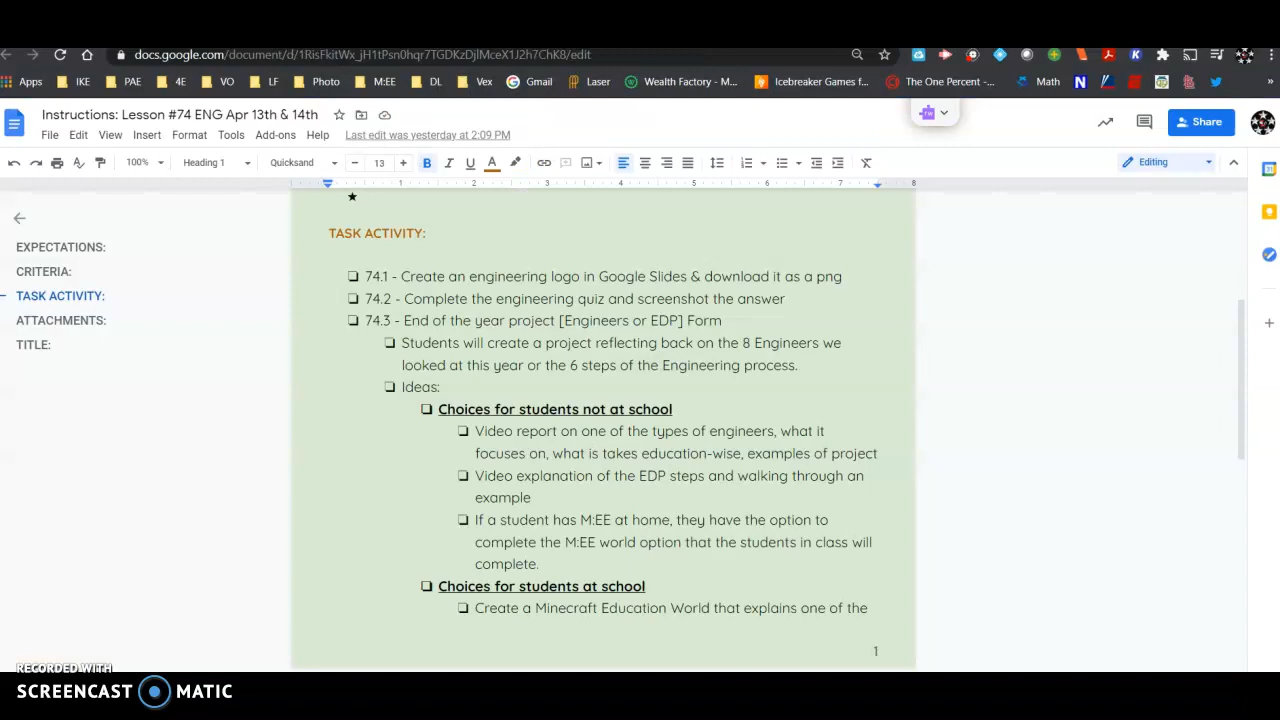 docs.google.com/document/d/1RisFkitWx_jH1tPsn0hqr7TGDKzDjlMceX1J2h7ChK8/edit
Apps IKE PAE 4E VO LF Photo M:EE DL Vex Gmail Laser Wealth Factory - M... Icebreaker Games f... The One Percent -... Math »
Instructions: Lesson #74 ENG Apr 13th & 14th
Share
File Edit View Insert Format Tools Add-ons Help Last edit was yesterday at 2:09 PM
100% Heading 1 Quicksand − 13 + B I U A Editing
1 2 3 4 5 6 7 8
★
TASK ACTIVITY:
EXPECTATIONS:
CRITERIA:
TASK ACTIVITY:
ATTACHMENTS:
TITLE:
❏ 74.1 - Create an engineering logo in Google Slides & download it as a png
❏ 74.2 - Complete the engineering quiz and screenshot the answer
❏ 74.3 - End of the year project [Engineers or EDP] Form
❏ Students will create a project reflecting back on the 8 Engineers we
looked at this year or the 6 steps of the Engineering process.
❏ Ideas:
❏ Choices for students not at school
❏ Video report on one of the types of engineers, what it
focuses on, what is takes education-wise, examples of project
❏ Video explanation of the EDP steps and walking through an
example
❏ If a student has M:EE at home, they have the option to
complete the M:EE world option that the students in class will
complete.
❏ Choices for students at school
❏ Create a Minecraft Education World that explains one of the
1
RECORDED WITH
SCREENCAST MATIC